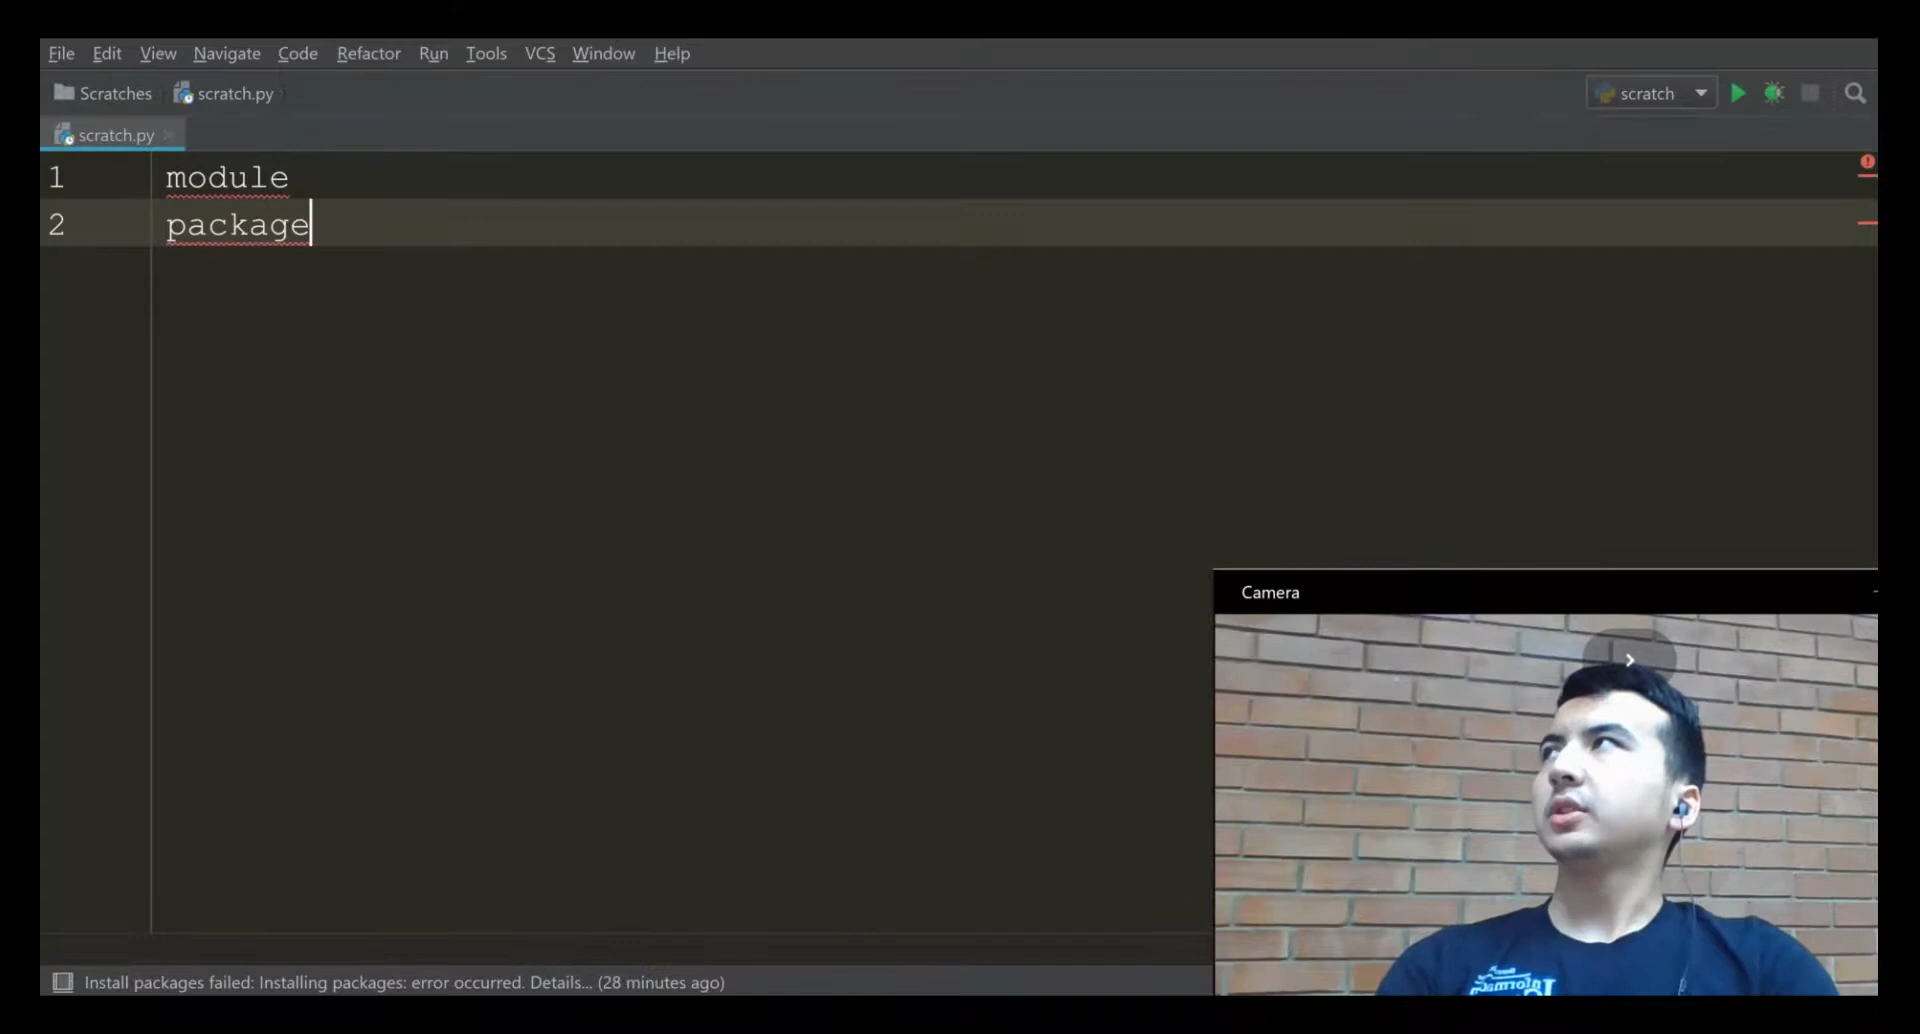 File Edit View Navigate Code Refactor Run Tools VCS Window Help
Scratches scratch.py scratch
scratch.py
1 module
2 package
Camera
Install packages failed: Installing packages: error occurred. Details... (28 minutes ago)